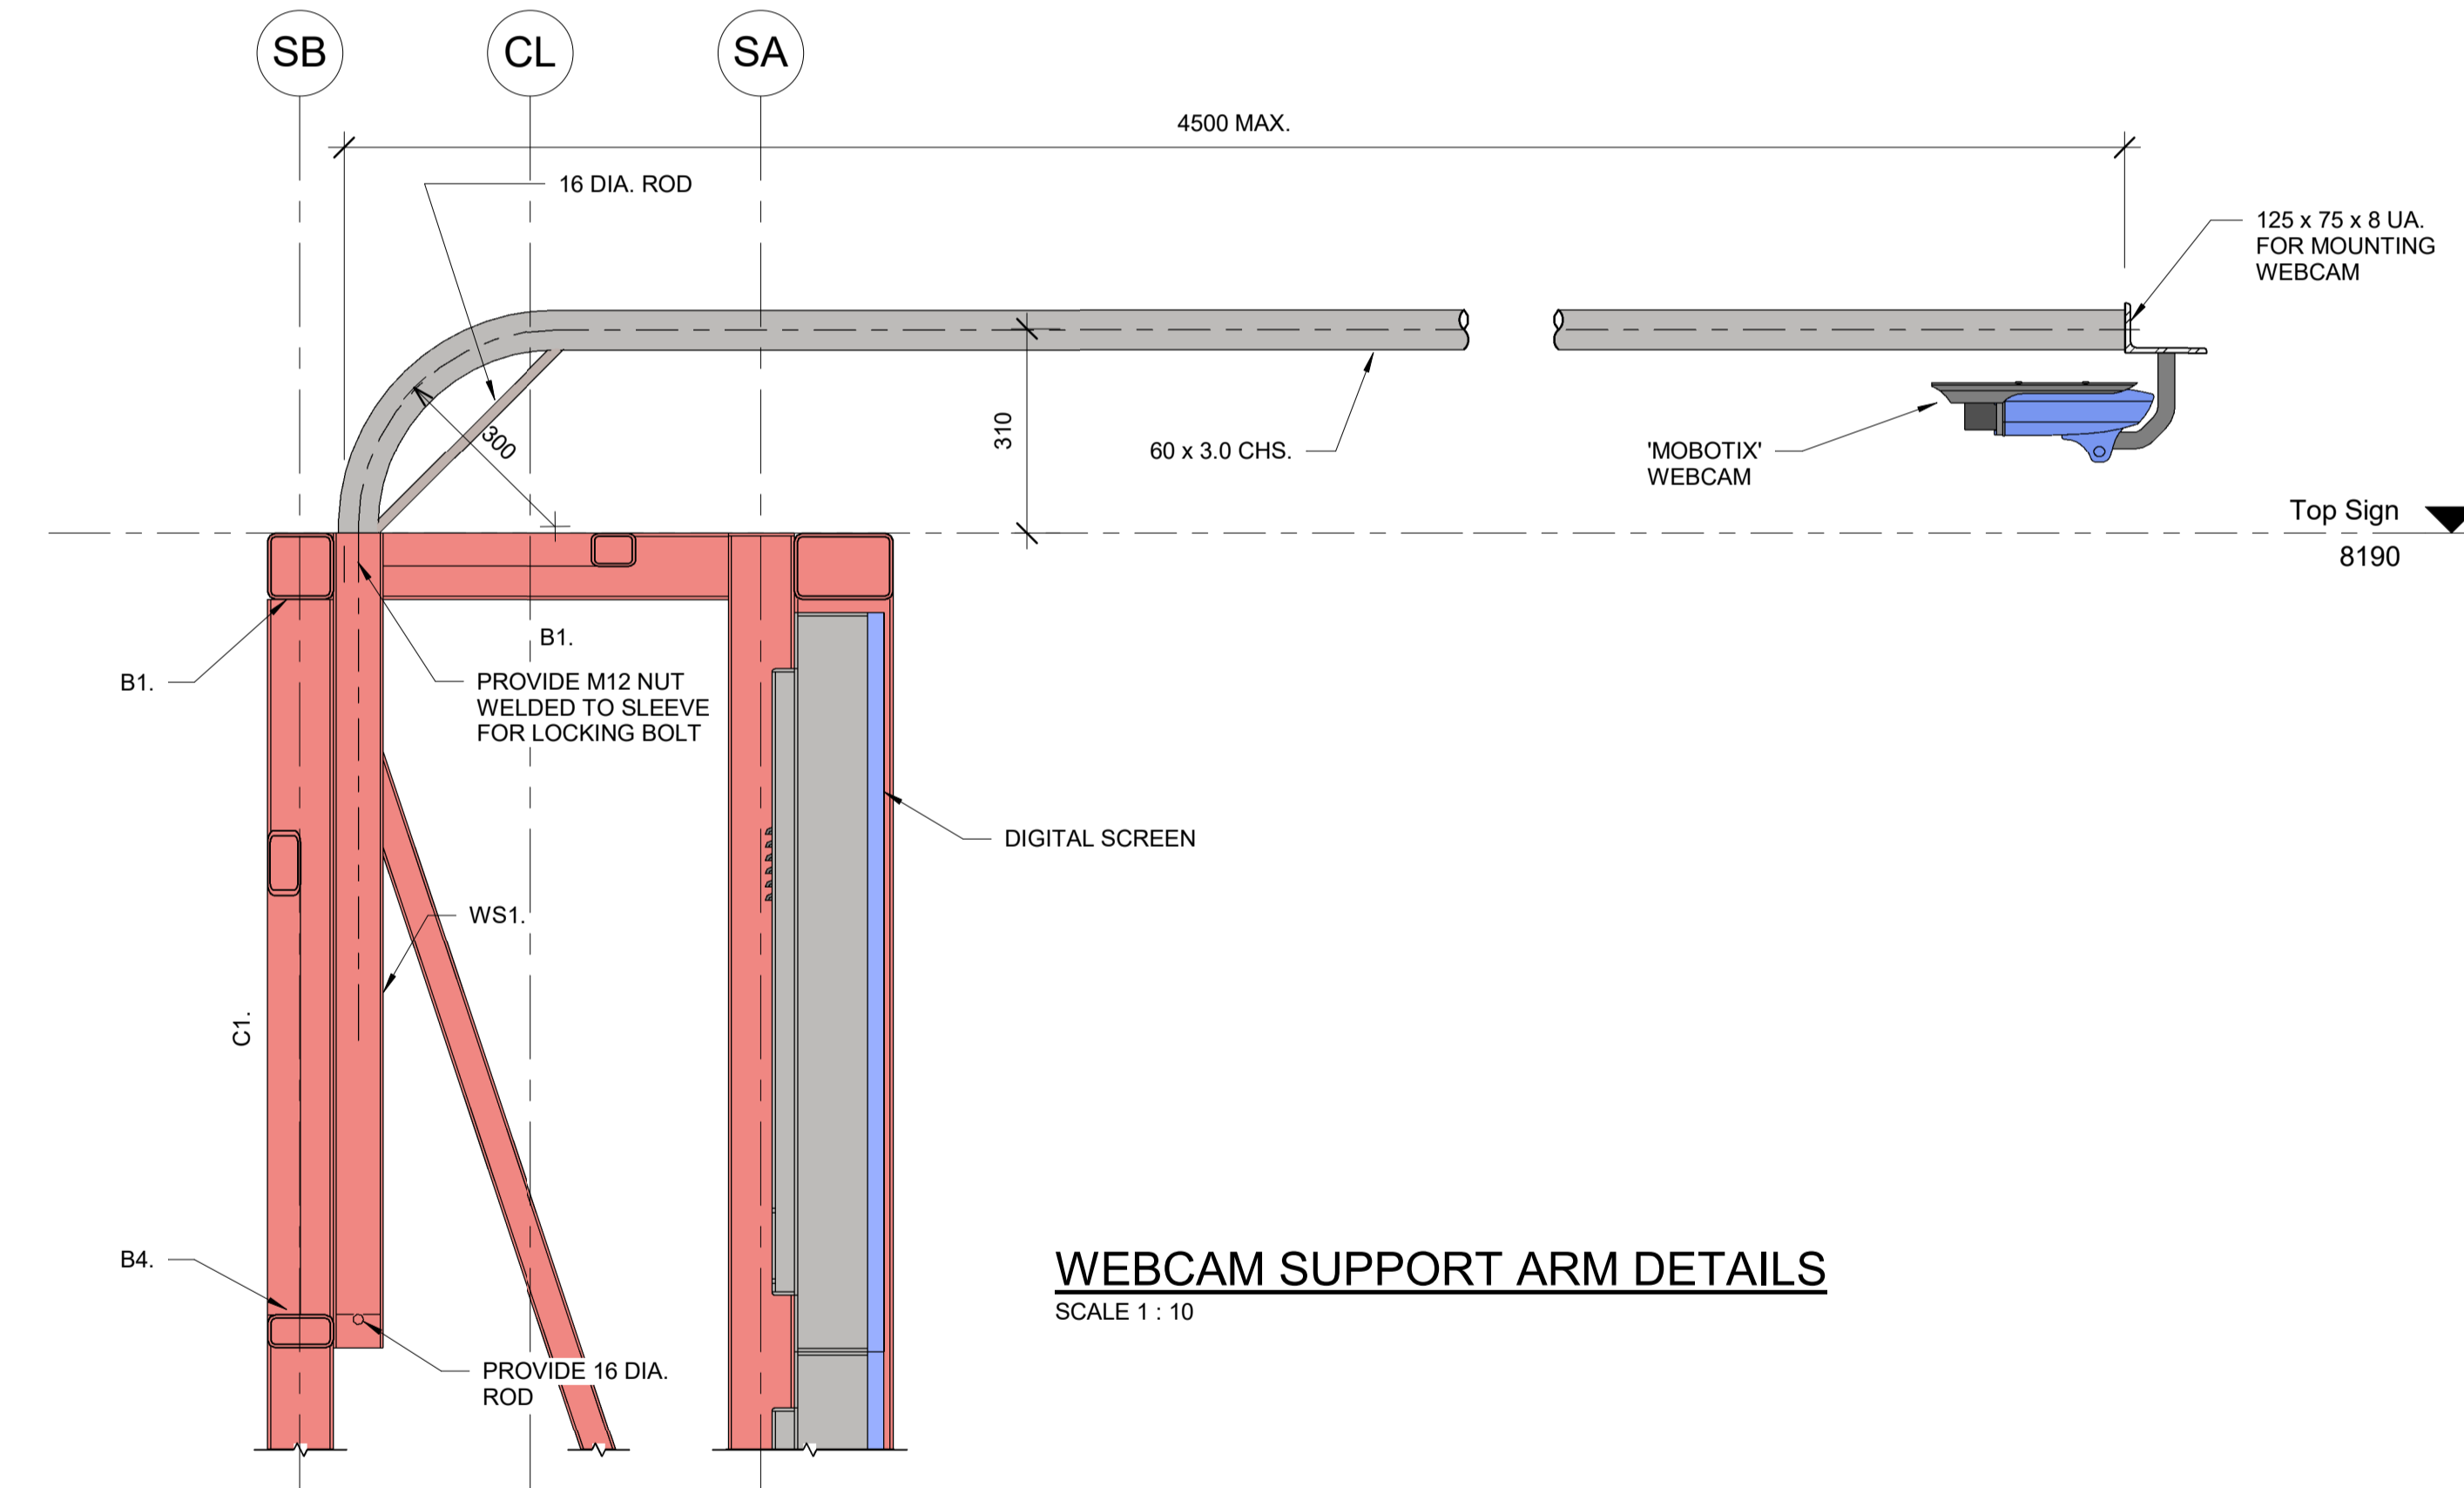 SB
CL
SA
4500 MAX.
16 DIA. ROD
125 x 75 x 8 UA.
FOR MOUNTING
WEBCAM
300
310
60 x 3.0 CHS.
'MOBOTIX'
WEBCAM
Top Sign
8190
B1.
B1.
PROVIDE M12 NUT
WELDED TO SLEEVE
FOR LOCKING BOLT
DIGITAL SCREEN
WS1.
C1.
B4.
WEBCAM SUPPORT ARM DETAILS
SCALE 1 : 10
PROVIDE 16 DIA.
ROD